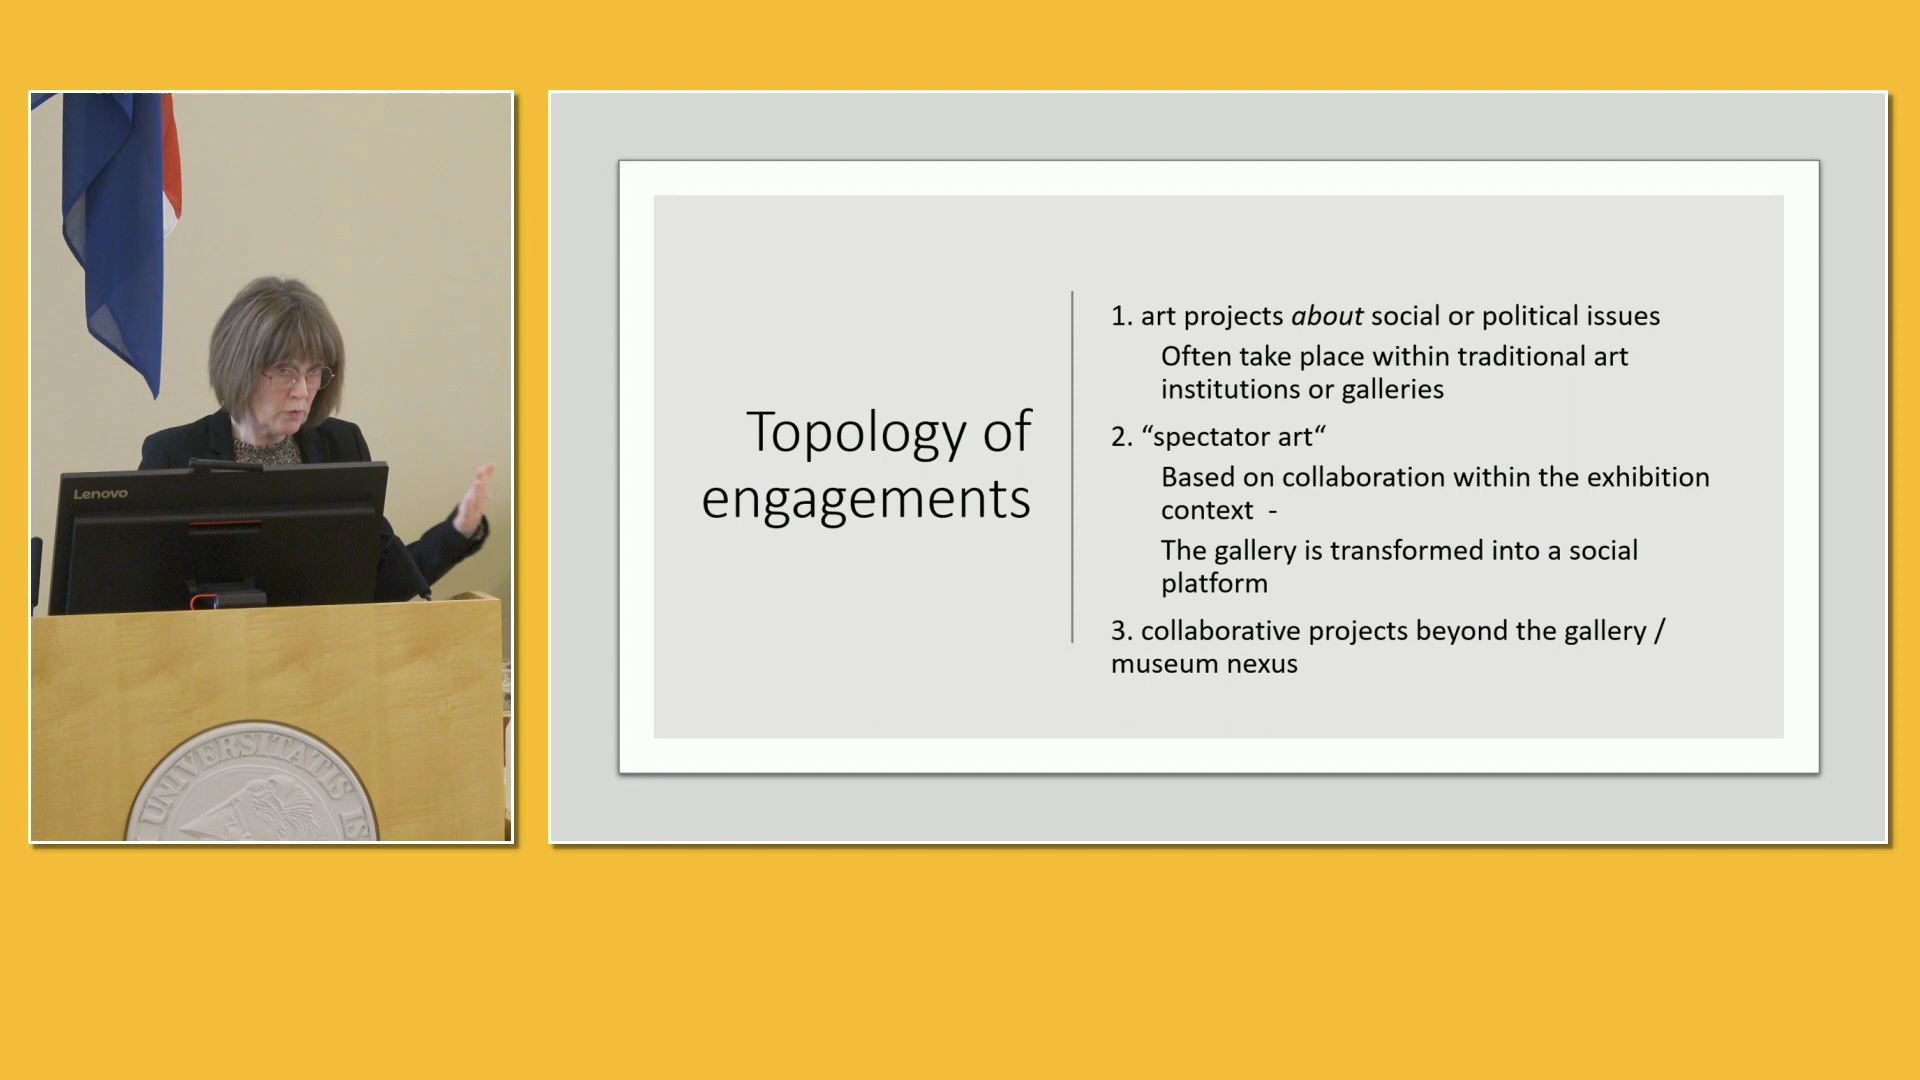 Lenovo
UNIVERSITATIS IS
Topology of
engagements
1. art projects about social or political issues
Often take place within traditional art
institutions or galleries
2. “spectator art“
Based on collaboration within the exhibition
context -
The gallery is transformed into a social
platform
3. collaborative projects beyond the gallery /
museum nexus